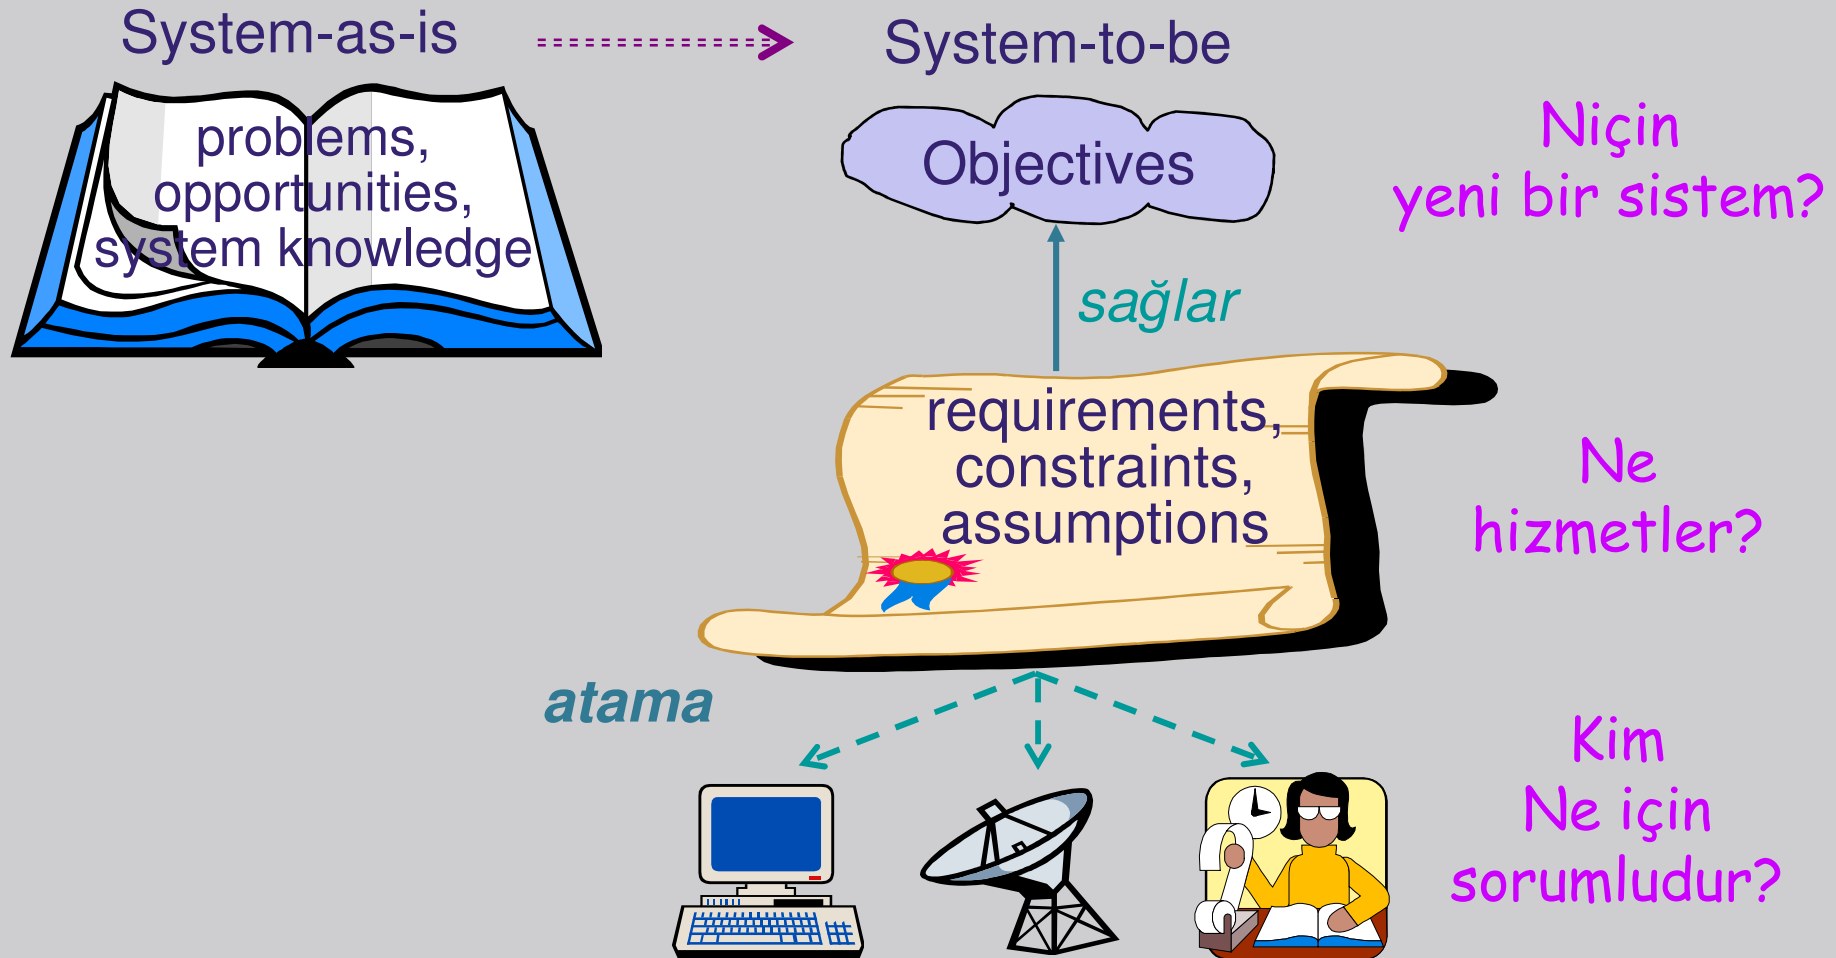 System-as-is
System-to-be
problems,
opportunities,
system knowledge
Objectives
Niçin
yeni bir sistem?
sağlar
requirements,
constraints,
assumptions
Ne
hizmetler?
atama
Kim
Ne için
sorumludur?